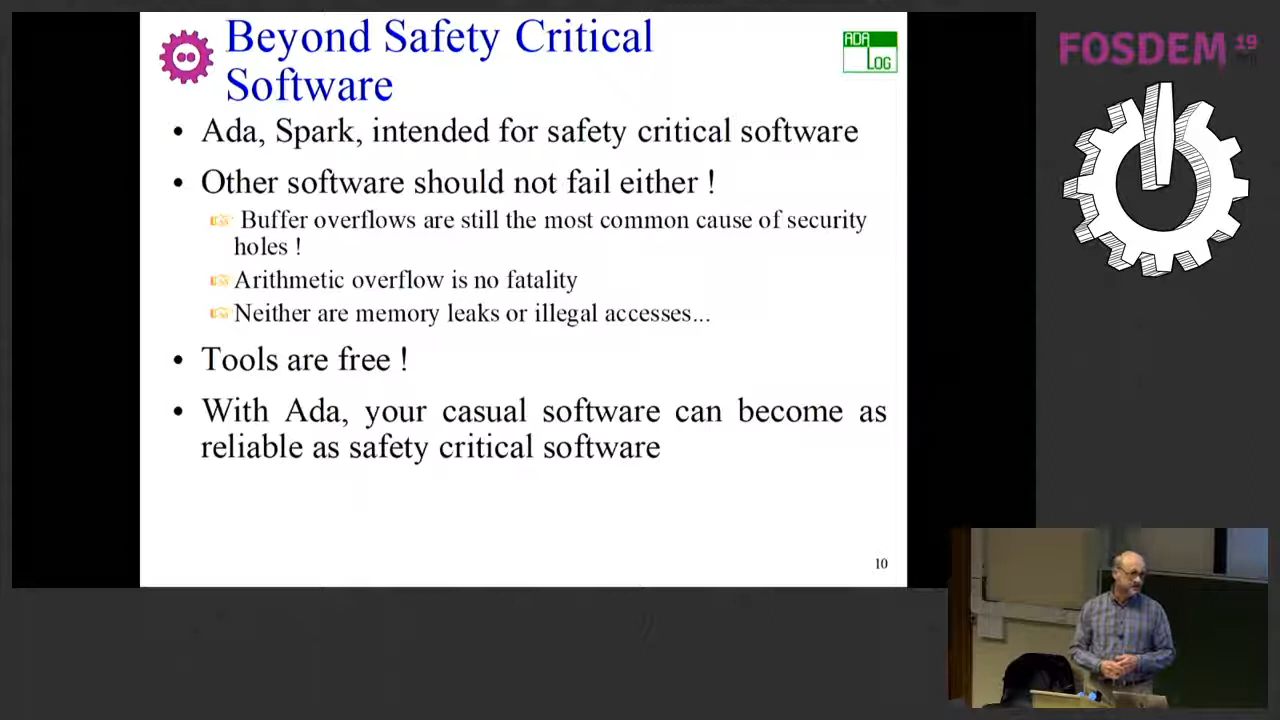 Beyond Safety Critical
Software
ADA
LOG
• Ada, Spark, intended for safety critical software
• Other software should not fail either !
Buffer overflows are still the most common cause of security
holes !
Arithmetic overflow is no fatality
Neither are memory leaks or illegal accesses...
• Tools are free !
• With Ada, your casual software can become as
reliable as safety critical software
10
FOSDEM 19